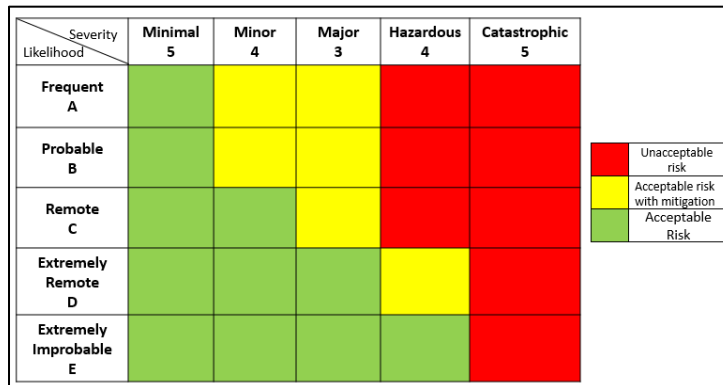 Severity
Likelihood
Minimal
5
Minor
4
Major
3
Hazardous
4
Catastrophic
5
Frequent
A
Probable
B
Remote
C
Extremely
Remote
D
Extremely
Improbable
E
Unacceptable
risk
Acceptable risk
with mitigation
Acceptable
Risk